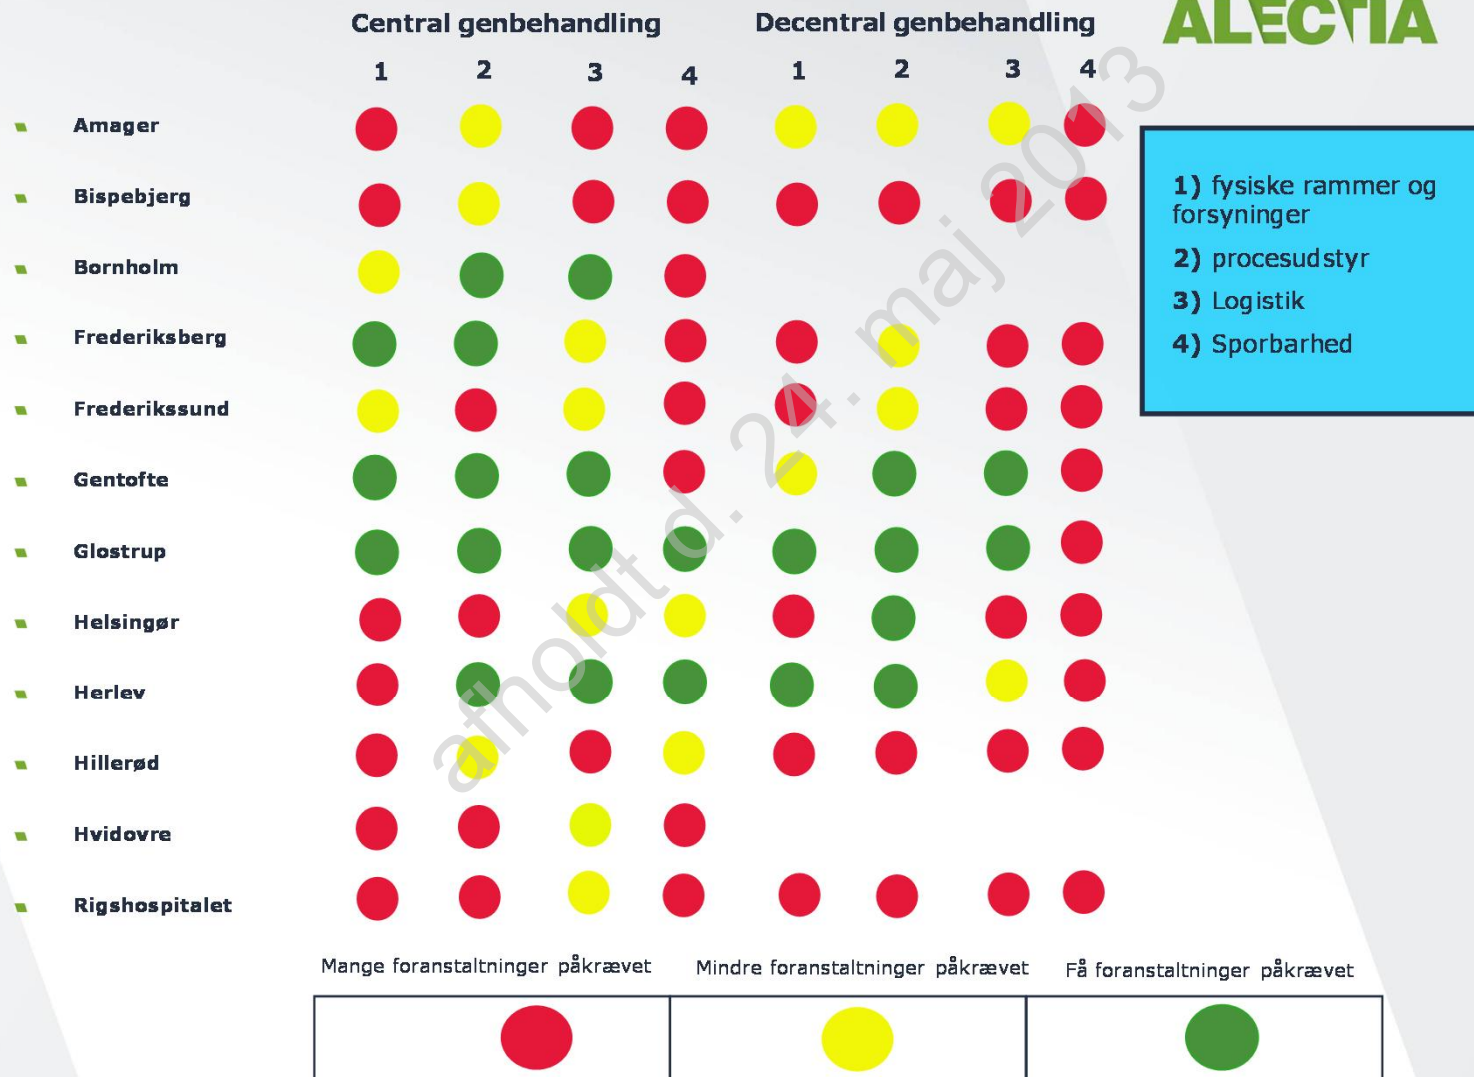 Central genbehandling Decentral genbehandling
ALECTIA
1 2 3 4 1 2 3 4
Amager
Bispebjerg
Bornholm
Frederiksberg
Frederikssund
Gentofte
Glostrup
Helsingør
Herlev
Hillerød
Hvidovre
Rigshospitalet
1) fysiske rammer og
forsyninger
2) procesudstyr
3) Logistik
4) Sporbarhed
afholdt d. 24. maj 2013
Mange foranstaltninger påkrævet Mindre foranstaltninger påkrævet Få foranstaltninger påkrævet